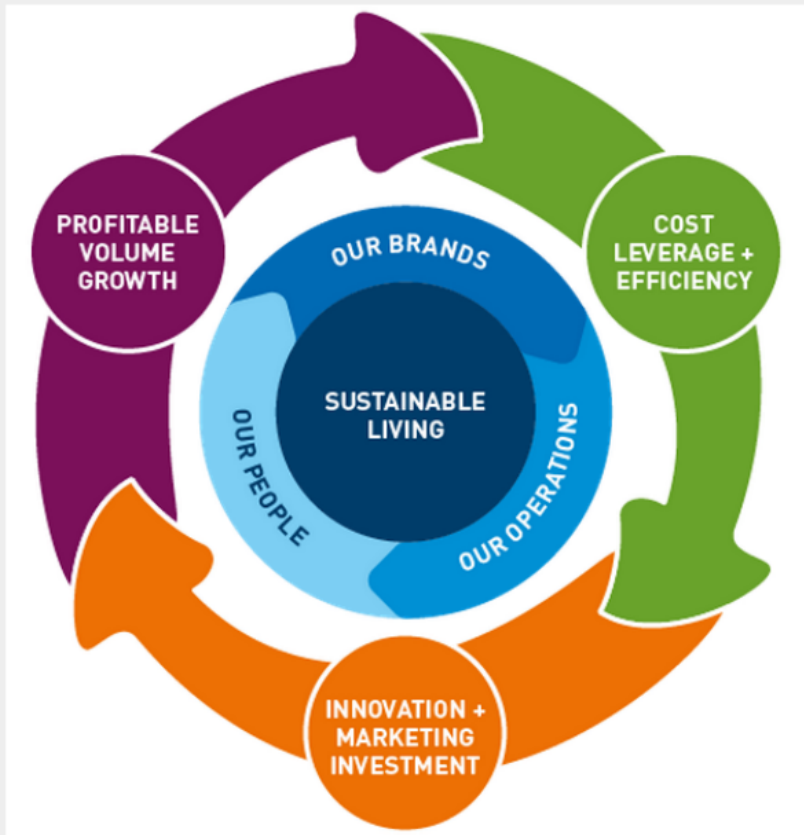 PROFITABLE
VOLUME
GROWTH
COST
LEVERAGE +
EFFICIENCY
OUR BRANDS
SUSTAINABLE
LIVING
OUR PEOPLE
OUR OPERATIONS
INNOVATION +
MARKETING
INVESTMENT